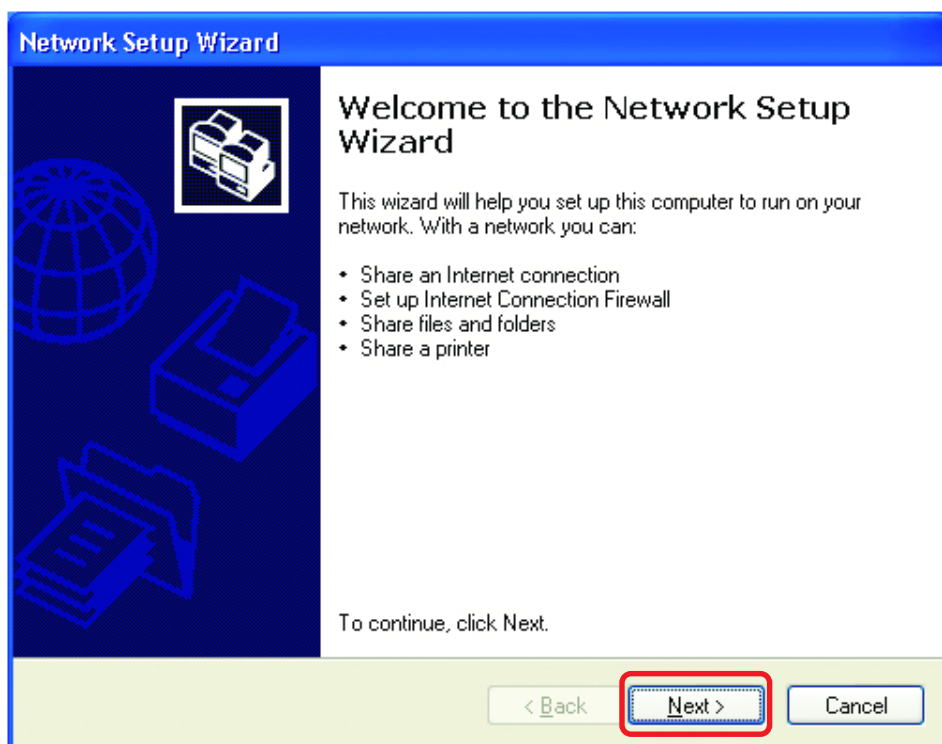 Network Setup Wizard
Welcome to the Network Setup
Wizard
This wizard will help you set up this computer to run on your
network. With a network you can:
• Share an Internet connection
• Set up Internet Connection Firewall
• Share files and folders
• Share a printer
To continue, click Next.
< Back Next > Cancel